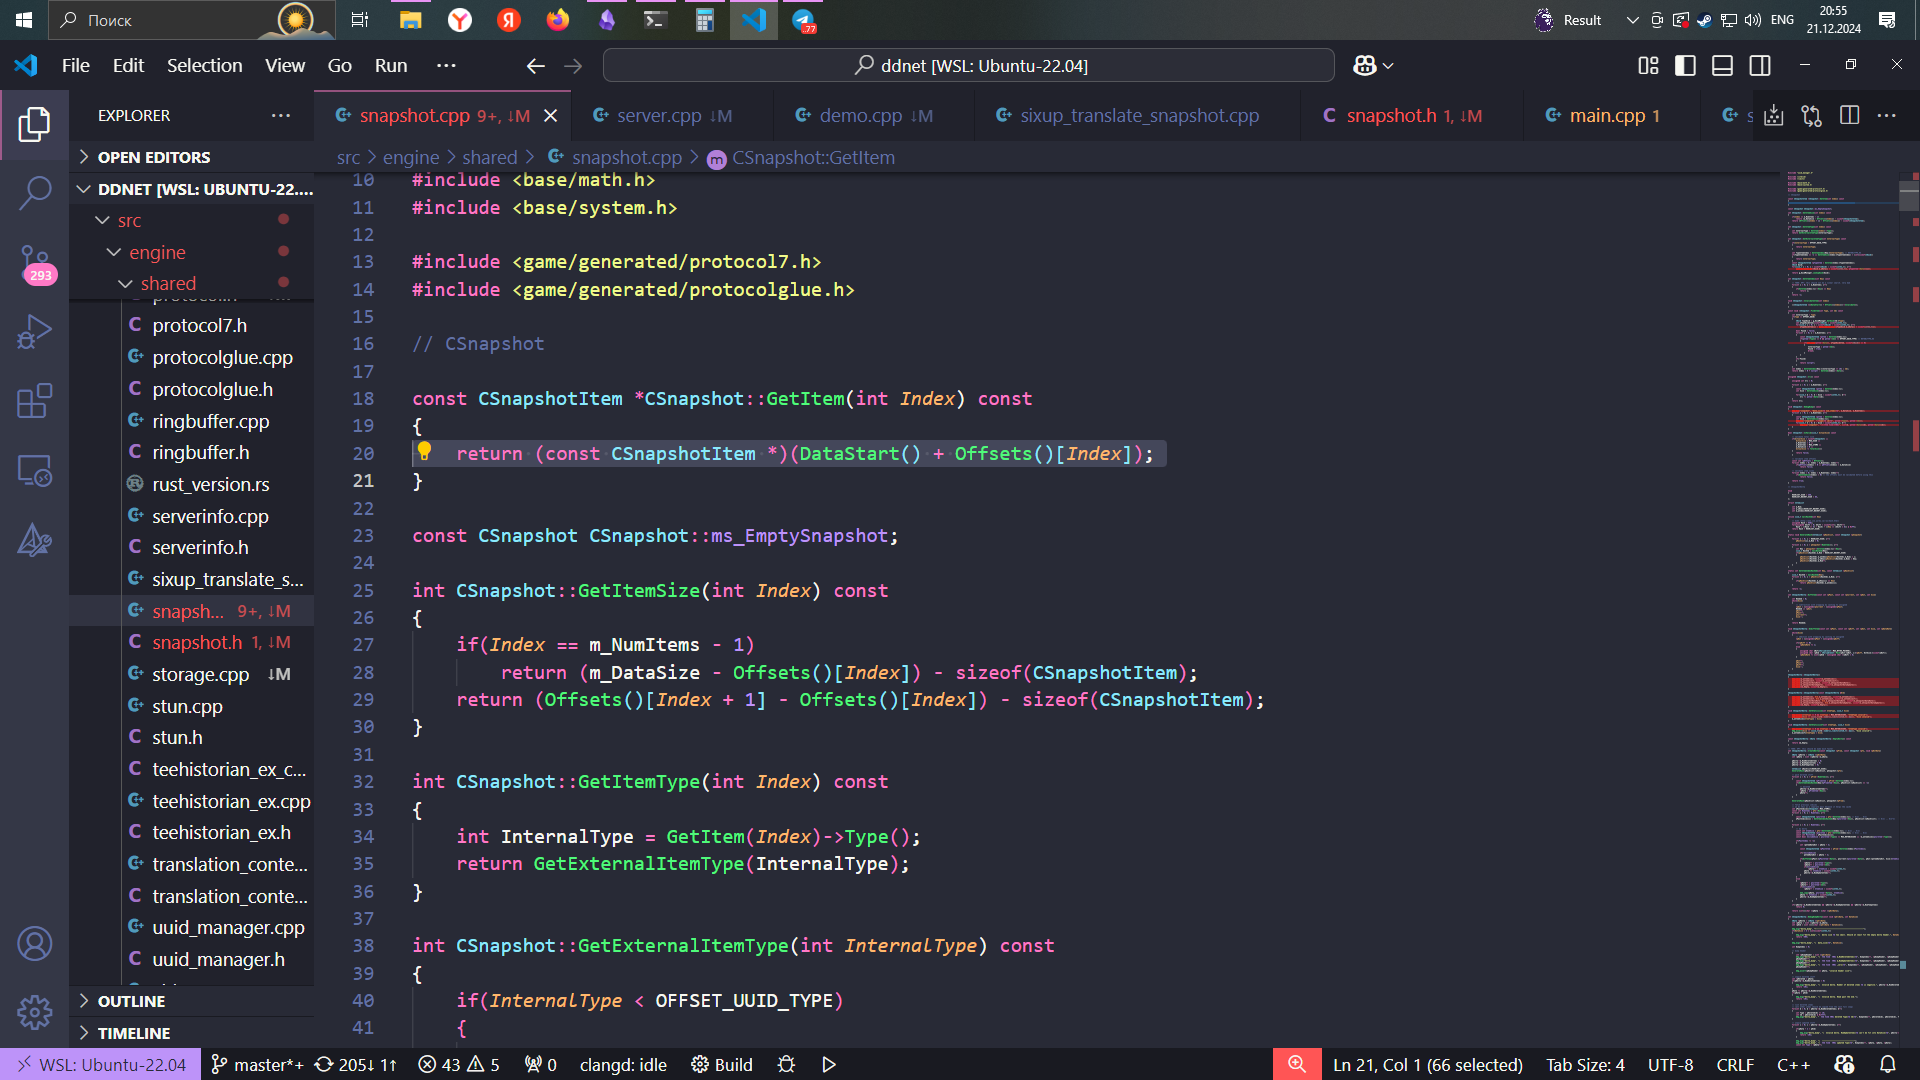 Поиск
.77
Result
ENG
20:55
21.12.2024
File Edit Selection View Go Run ···
ddnet [WSL: Ubuntu-22.04]
EXPLORER ···
snapshot.cpp 9+, ↓M
server.cpp ↓M
demo.cpp ↓M
sixup_translate_snapshot.cpp
snapshot.h 1, ↓M
main.cpp 1
src > engine > shared > snapshot.cpp > CSnapshot::GetItem
OPEN EDITORS
DDNET [WSL: UBUNTU-22....
src
engine
shared
protocol7.h
protocolglue.cpp
protocolglue.h
ringbuffer.cpp
ringbuffer.h
rust_version.rs
serverinfo.cpp
serverinfo.h
sixup_translate_s...
snapsh... 9+, ↓M
snapshot.h 1, ↓M
storage.cpp ↓M
stun.cpp
stun.h
teehistorian_ex_c...
teehistorian_ex.cpp
teehistorian_ex.h
translation_conte...
translation_conte...
uuid_manager.cpp
uuid_manager.h
OUTLINE
TIMELINE
293
10 #include <base/math.h>
11 #include <base/system.h>
12
13 #include <game/generated/protocol7.h>
14 #include <game/generated/protocolglue.h>
15
16 // CSnapshot
17
18 const CSnapshotItem *CSnapshot::GetItem(int Index) const
19 {
20 return (const CSnapshotItem *)(DataStart() + Offsets()[Index]);
21 }
22
23 const CSnapshot CSnapshot::ms_EmptySnapshot;
24
25 int CSnapshot::GetItemSize(int Index) const
26 {
27 if(Index == m_NumItems - 1)
28 return (m_DataSize - Offsets()[Index]) - sizeof(CSnapshotItem);
29 return (Offsets()[Index + 1] - Offsets()[Index]) - sizeof(CSnapshotItem);
30 }
31
32 int CSnapshot::GetItemType(int Index) const
33 {
34 int InternalType = GetItem(Index)->Type();
35 return GetExternalItemType(InternalType);
36 }
37
38 int CSnapshot::GetExternalItemType(int InternalType) const
39 {
40 if(InternalType < OFFSET_UUID_TYPE)
41 {
WSL: Ubuntu-22.04 master*+ 205↓ 1↑ 43 5 0 clangd: idle Build Ln 21, Col 1 (66 selected) Tab Size: 4 UTF-8 CRLF C++